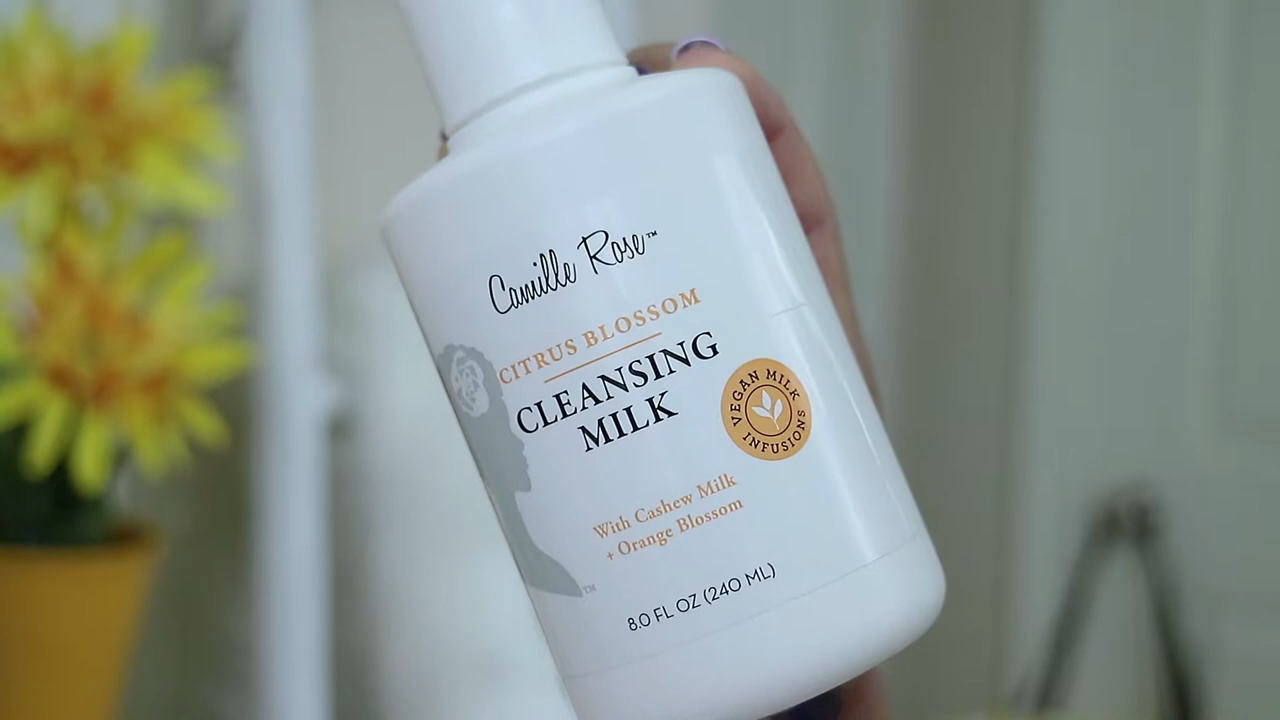 Camille Rose™
CITRUS BLOSSOM
CLEANSING
MILK
VEGAN MILK
INFUSIONS
With Cashew Milk
+ Orange Blossom
™
8.0 FL OZ (240 ML)